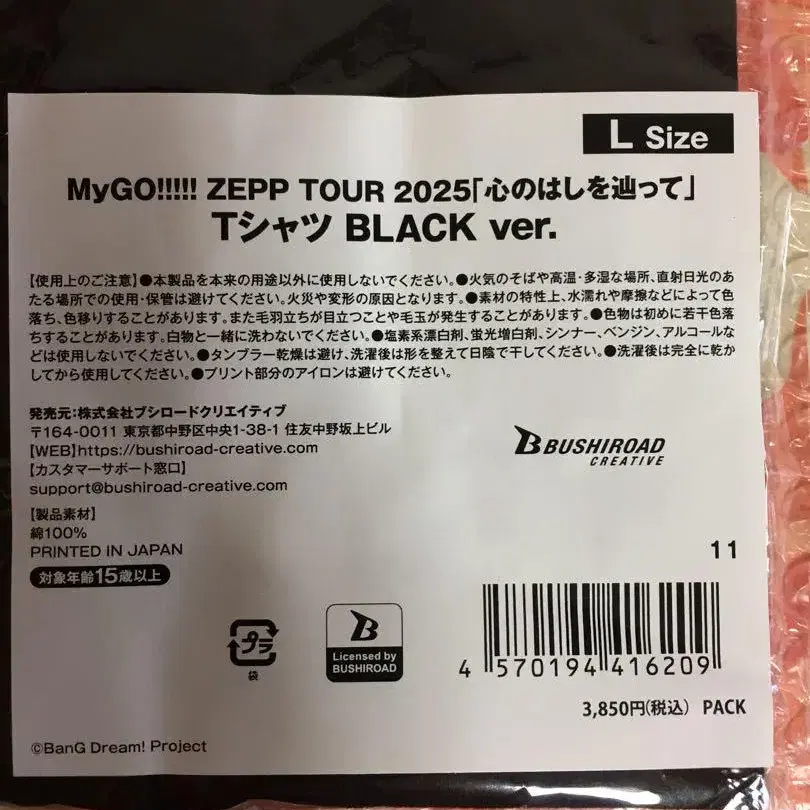 L Size
MyGO!!!!! ZEPP TOUR 2025「心のはしを辿って」
Tシャツ BLACK ver.
【使用上のご注意】●本製品を本来の用途以外に使用しないでください。●火気のそばや高温・多湿な場所、直射日光のあ
たる場所での使用・保管は避けてください。火災や変形の原因となります。●素材の特性上、水濡れや摩擦などによって色
落ち、色移りすることがあります。また毛羽立ちが目立つことや毛玉が発生することがあります。●色物は初めに若干色落
ちすることがあります。白物と一緒に洗わないでください。●塩素系漂白剤、蛍光増白剤、シンナー、ベンジン、アルコールな
どは使用しないでください。●タンブラー乾燥は避け、洗濯後は形を整えて日陰で干してください。●洗濯後は完全に乾か
してから使用してください。●プリント部分のアイロンは避けてください。
発売元：株式会社ブシロードクリエイティブ
〒164-0011 東京都中野区中央1-38-1 住友中野坂上ビル
【WEB】https://bushiroad-creative.com
【カスタマーサポート窓口】
support@bushiroad-creative.com
BUSHIROAD
CREATIVE
【製品素材】
綿100%
PRINTED IN JAPAN
11
対象年齢15歳以上
プラ
袋
B
Licensed by
BUSHIROAD
4 570194 416209
3,850円(税込) PACK
©BanG Dream! Project